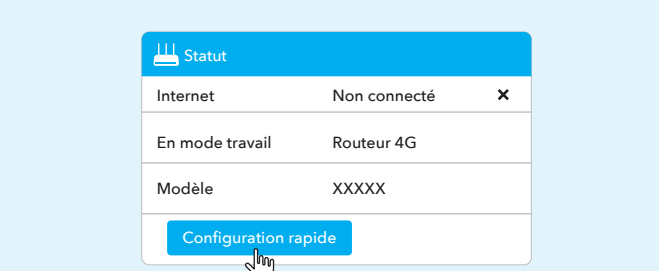 Statut
Internet Non connecté ×
En mode travail Routeur 4G
Modèle XXXXX
Configuration rapide